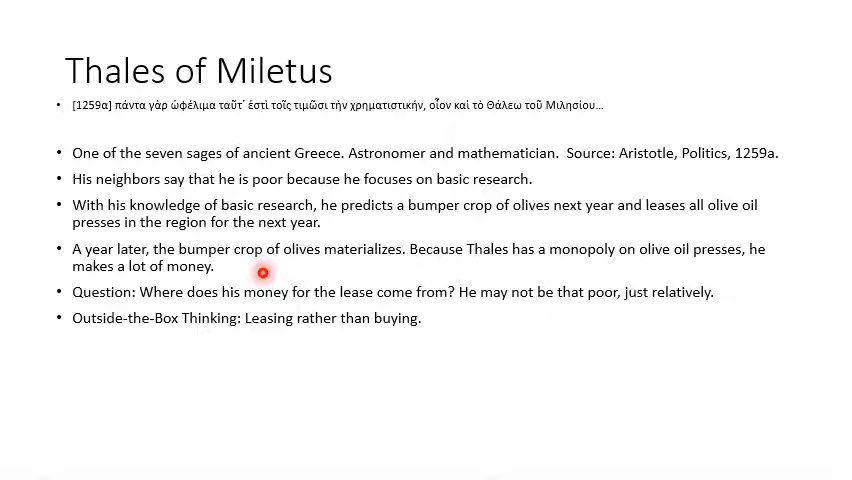 Thales of Miletus
• [1259α] πάντα γὰρ ὠφέλιμα ταῦτ᾽ ἐστὶ τοῖς τιμῶσι τὴν χρηματιστικήν, οἷον καὶ τὸ Θάλεω τοῦ Μιλησίου…
• One of the seven sages of ancient Greece. Astronomer and mathematician.  Source: Aristotle, Politics, 1259a.
• His neighbors say that he is poor because he focuses on basic research.
• With his knowledge of basic research, he predicts a bumper crop of olives next year and leases all olive oil
presses in the region for the next year.
• A year later, the bumper crop of olives materializes. Because Thales has a monopoly on olive oil presses, he
makes a lot of money.
• Question: Where does his money for the lease come from? He may not be that poor, just relatively.
• Outside-the-Box Thinking: Leasing rather than buying.